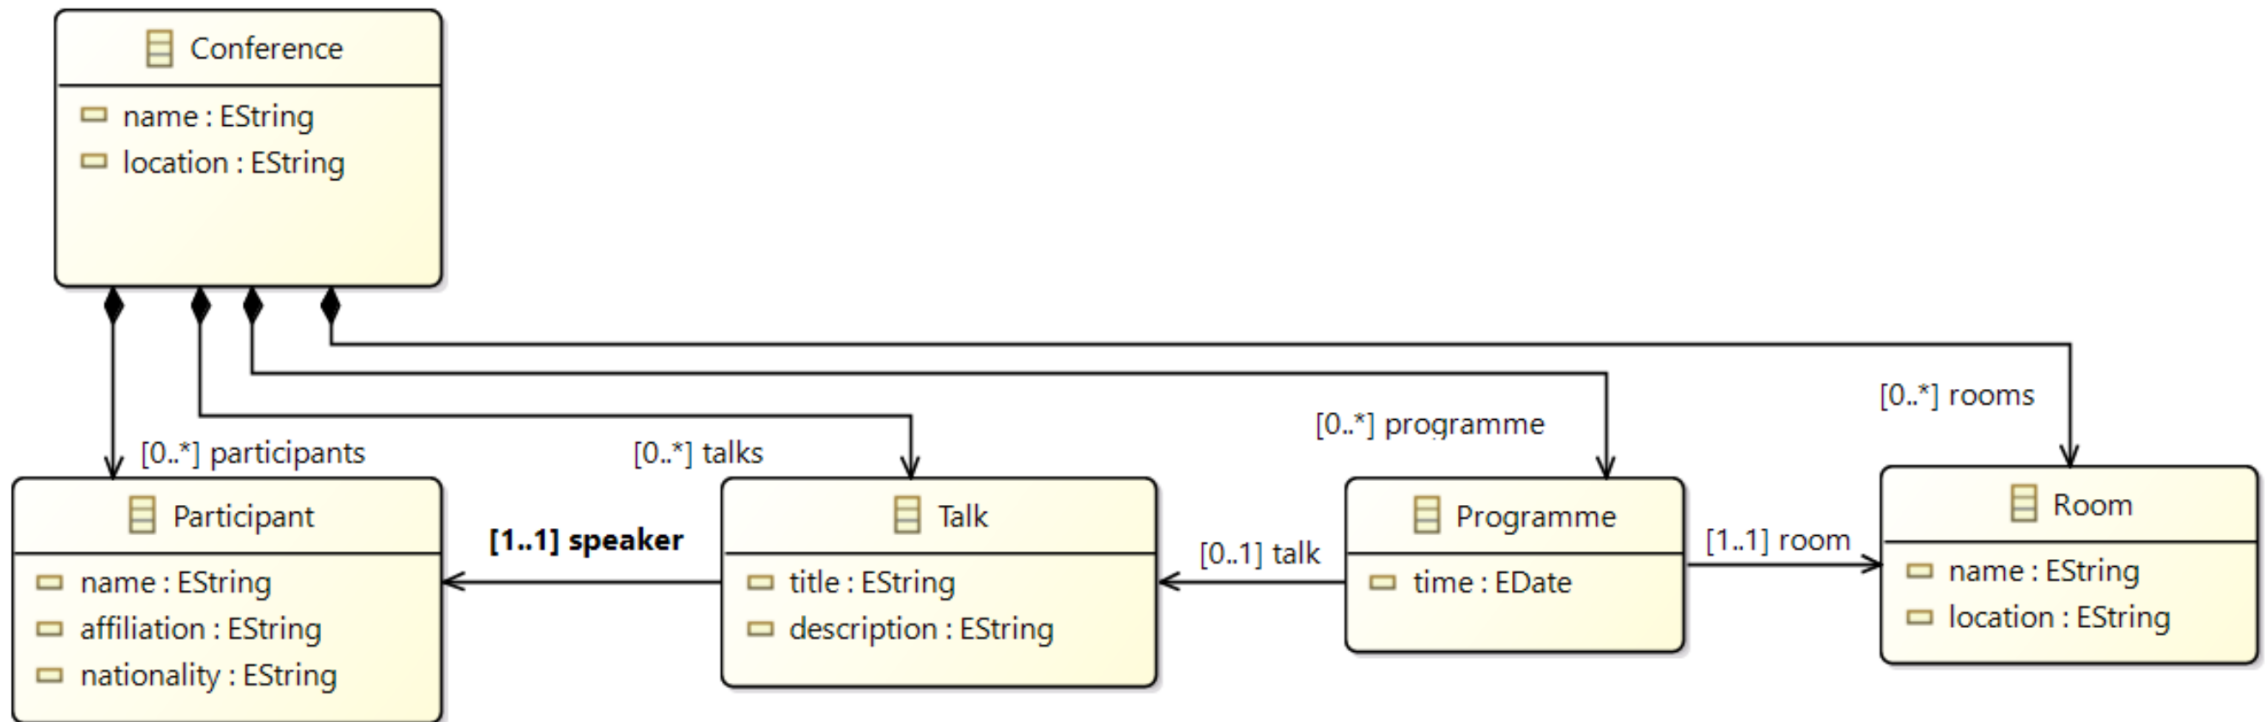 Conference
name : EString
location : EString
[0..*] participants
[0..*] talks
[0..*] programme
[0..*] rooms
Participant
name : EString
affiliation : EString
nationality : EString
[1..1] speaker
Talk
title : EString
description : EString
[0..1] talk
Programme
time : EDate
[1..1] room
Room
name : EString
location : EString